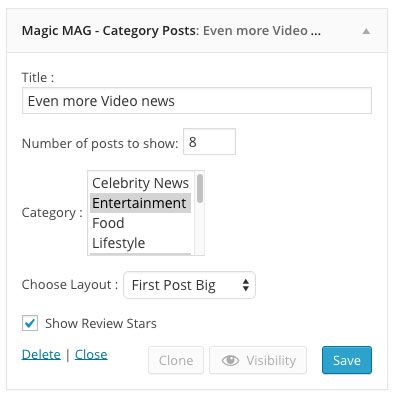 Magic MAG - Category Posts: Even more Video ...
Title :
Even more Video news
Number of posts to show: 8
Celebrity News
Category : Entertainment
Food
Lifestyle
Choose Layout : First Post Big
Show Review Stars
Delete | Close Clone Visibility Save